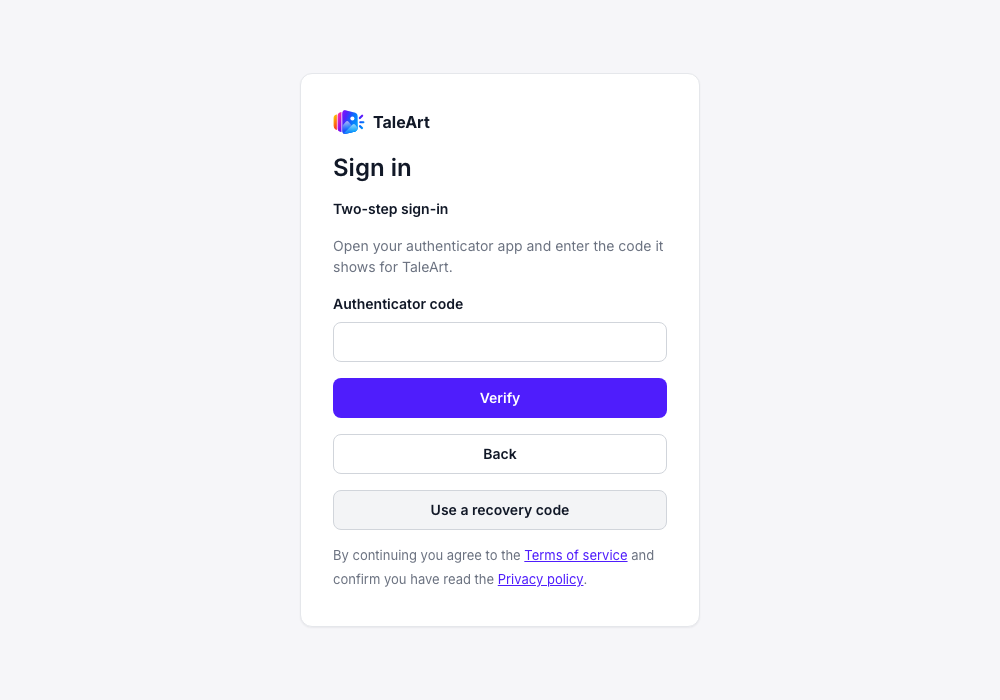 TaleArt
Sign in
Two-step sign-in
Open your authenticator app and enter the code it
shows for TaleArt.
Authenticator code
Verify
Back
Use a recovery code
By continuing you agree to the Terms of service and
confirm you have read the Privacy policy.